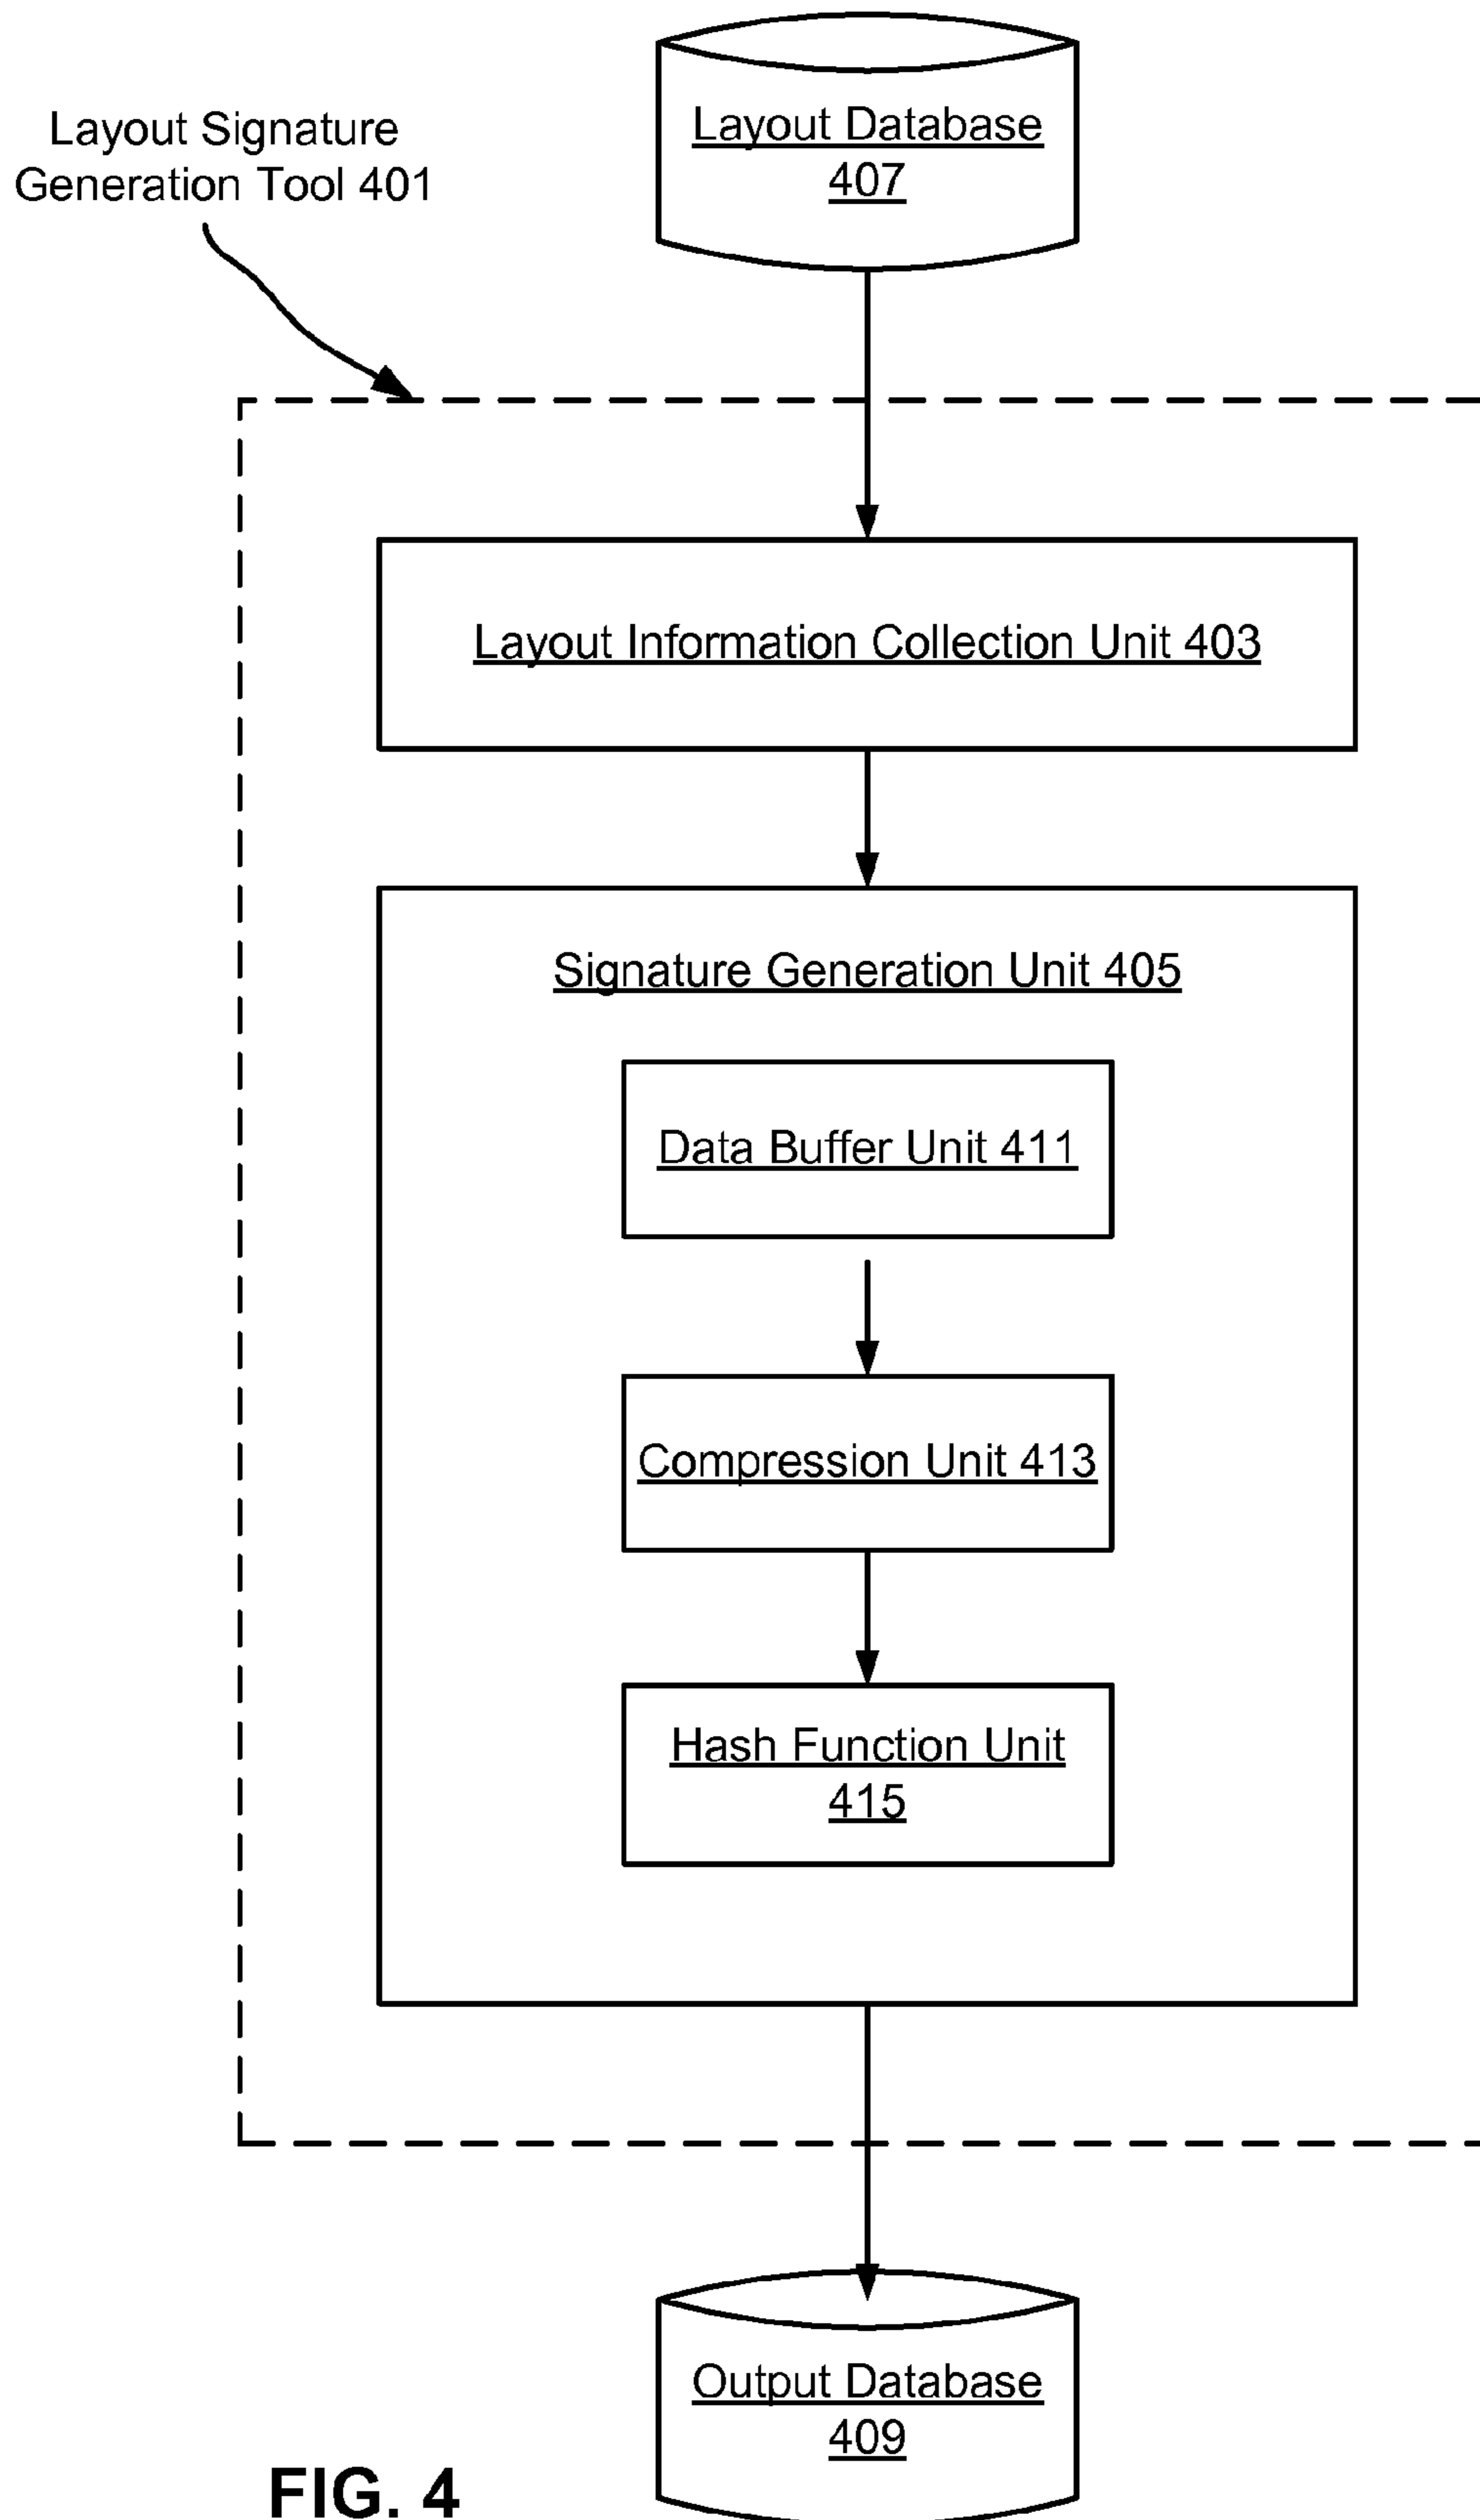 Layout Database
407
Layout Signature
Generation Tool 401
Layout Information Collection Unit 403
Signature Generation Unit 405
Data Buffer Unit 411
Compression Unit 413
Hash Function Unit
415
Output Database
409
FIG. 4